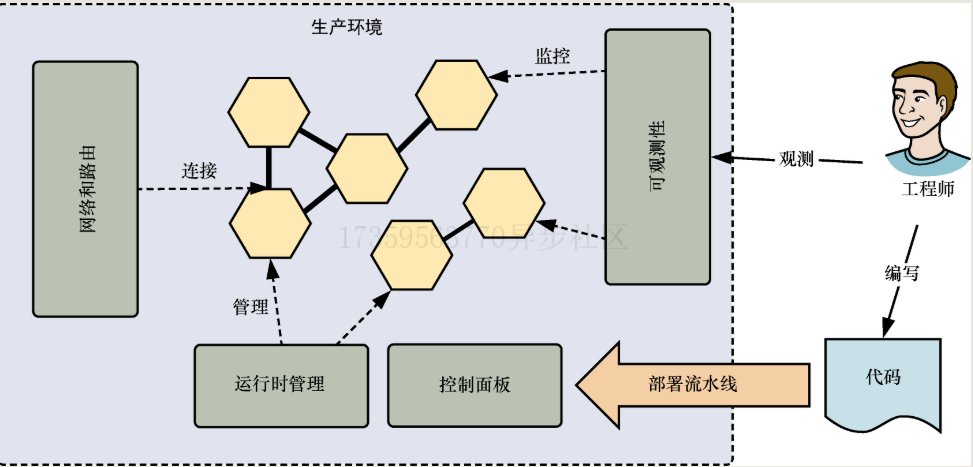 生产环境
监控
网络和路由
连接
可观测性
观测
工程师
17359565770异步社区
管理
编写
运行时管理
控制面板
部署流水线
代码